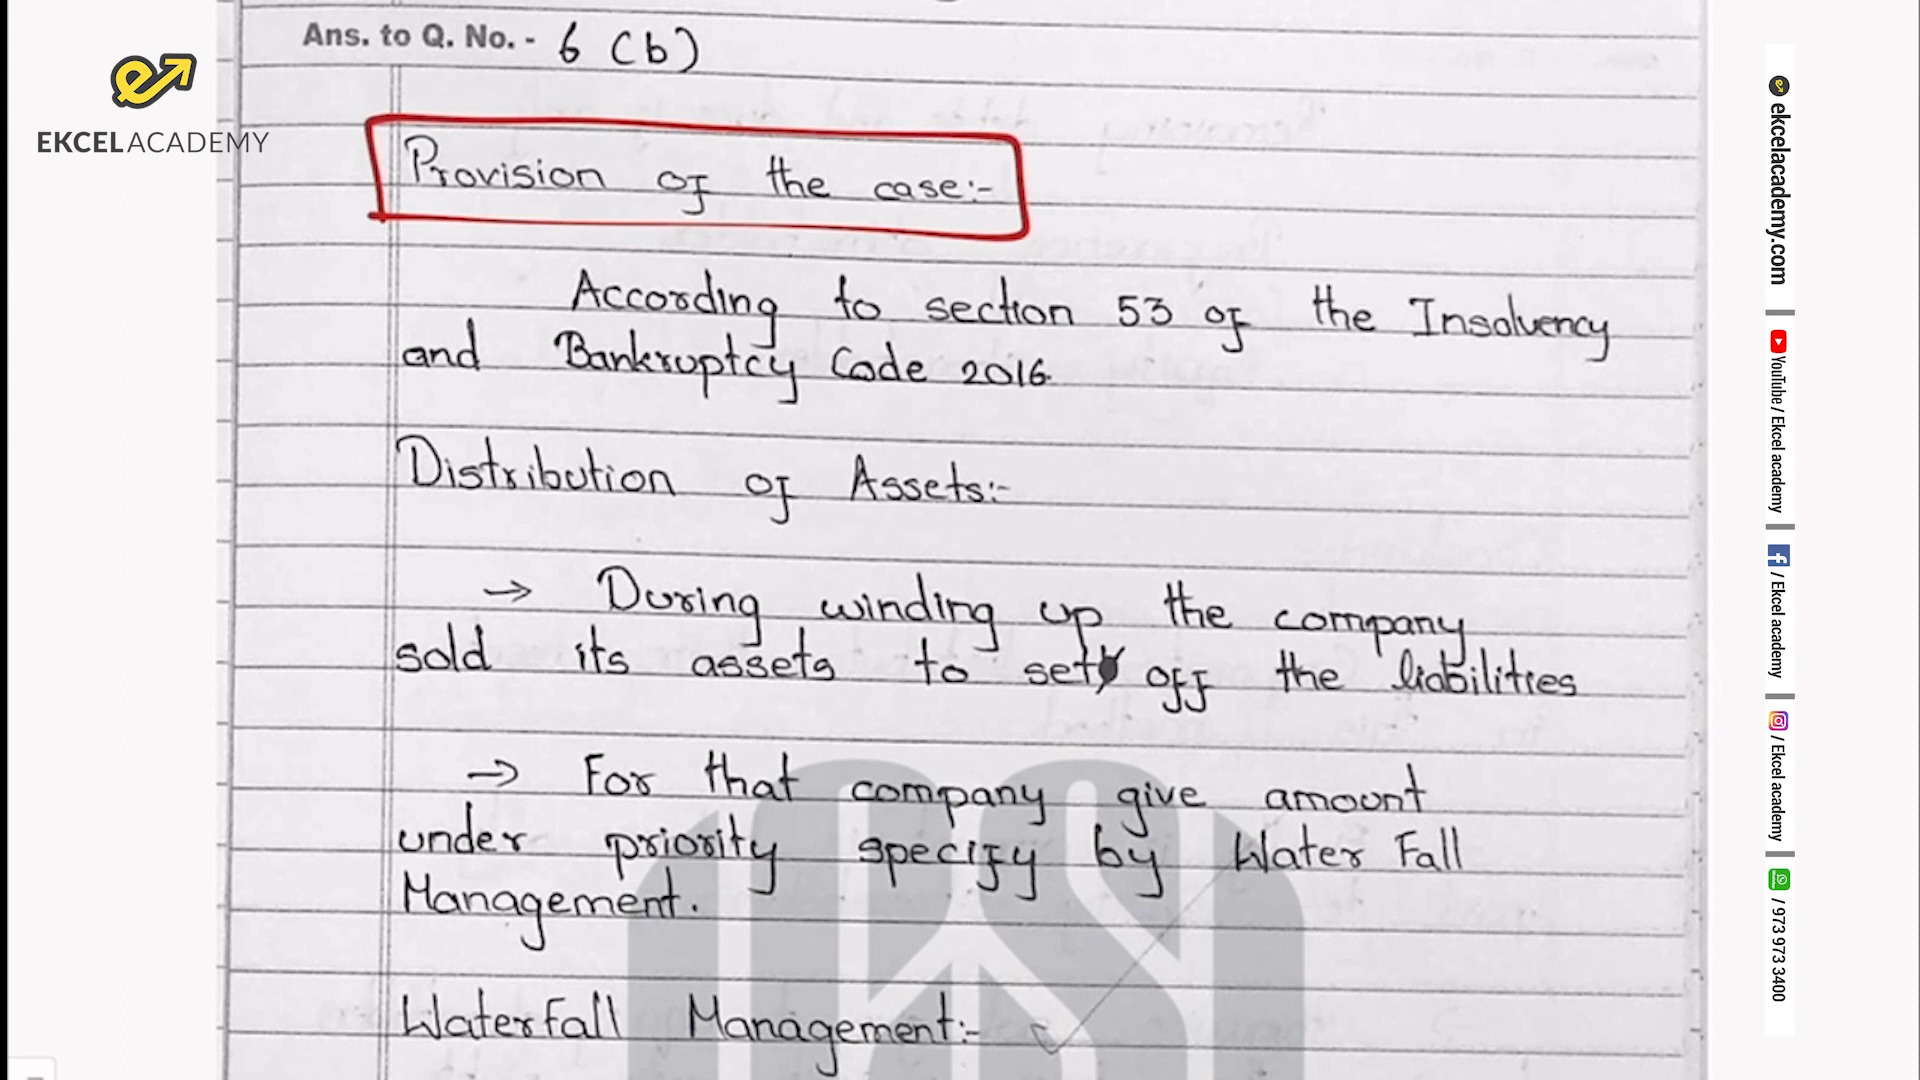 Ans. to Q. No. - 6 (b)
EKCELACADEMY
Provision of the case:-
According to section 53 of the Insolvency
and Bankruptcy Code 2016.
Distribution of Assets:-
→ During winding up the company
sold its assets to set off the liabilities
→ For that company give amount
under priority specify by Water Fall
Management.
Waterfall Management:-
ekcelacademy.com
YouTube / Ekcel academy
/ Ekcel academy
/ Ekcel academy
/ 973 973 3400